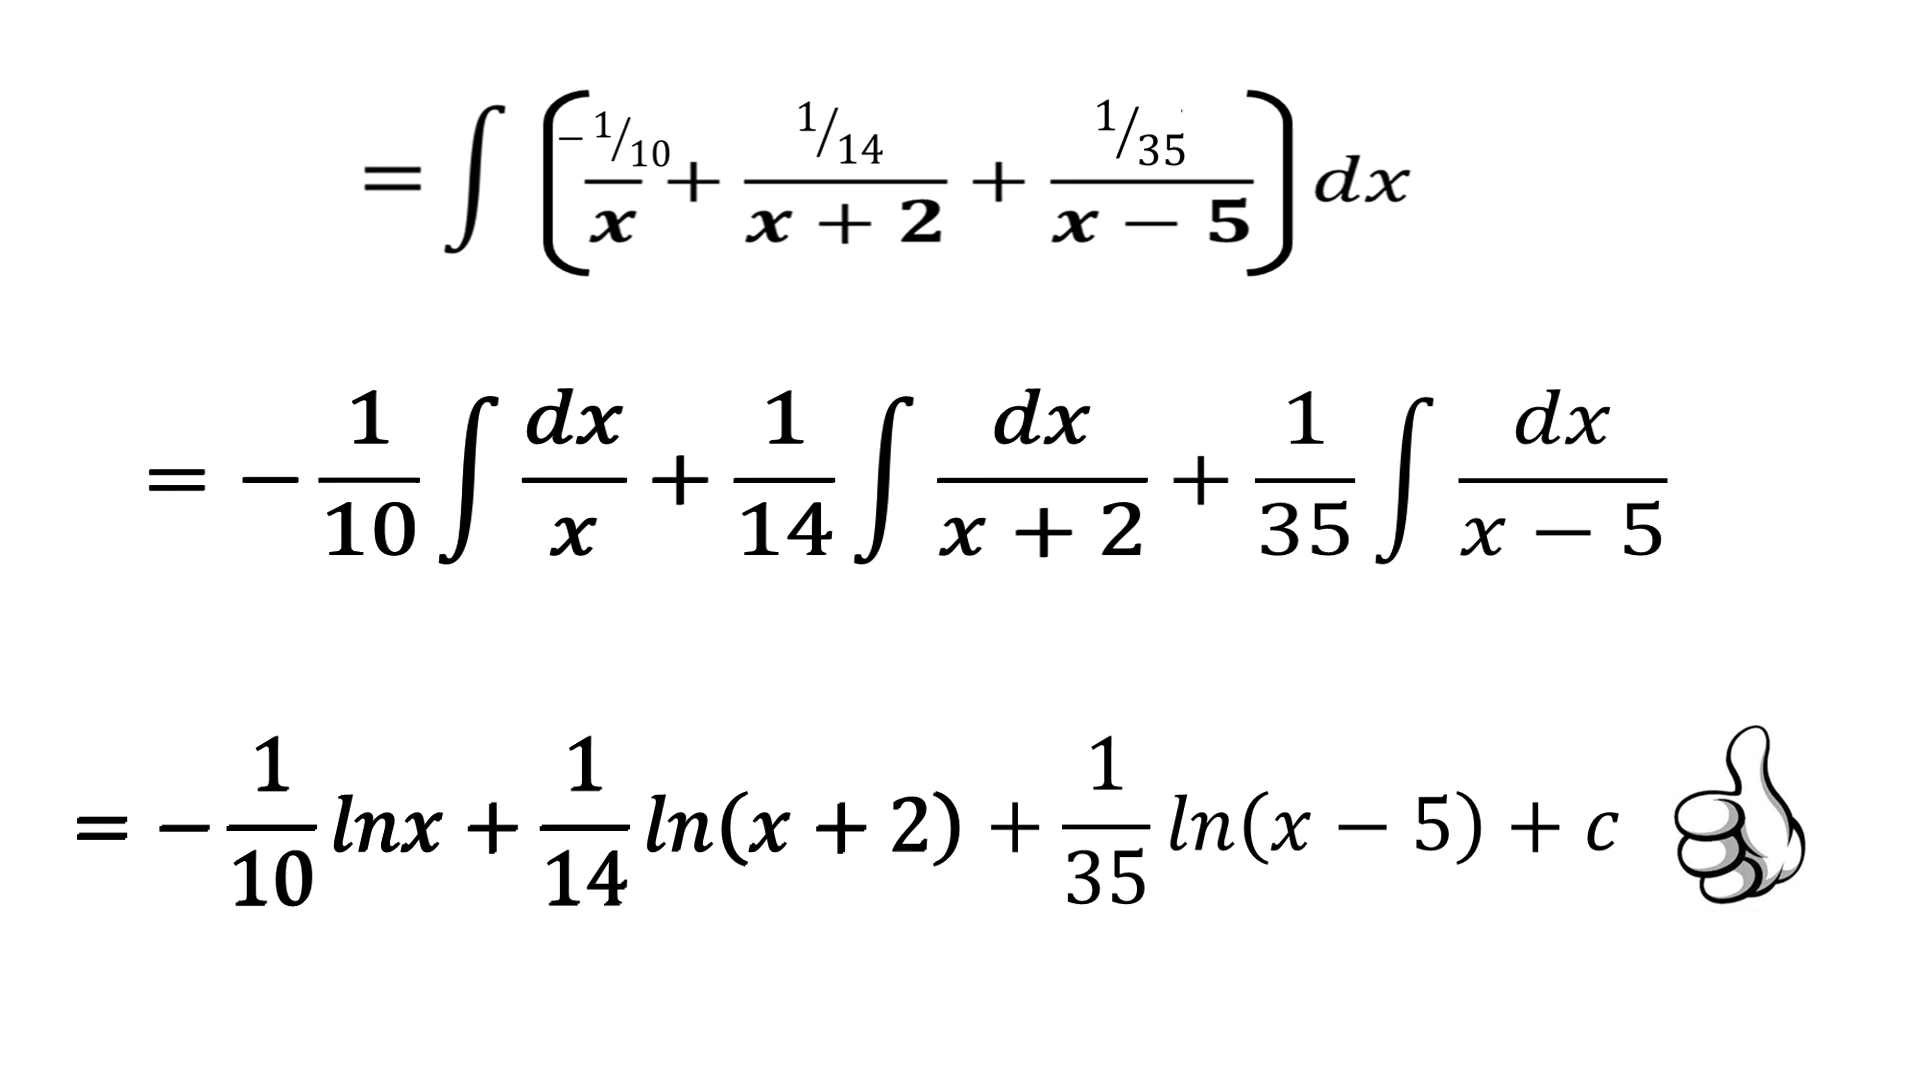 = ∫ ( (−1/10)/x + (1/14)/(x + 2) + (1/35)/(x − 5) ) dx
= − 1/10 ∫ dx/x + 1/14 ∫ dx/(x + 2) + 1/35 ∫ dx/(x − 5)
= − 1/10 lnx + 1/14 ln(x + 2) + 1/35 ln(x − 5) + c